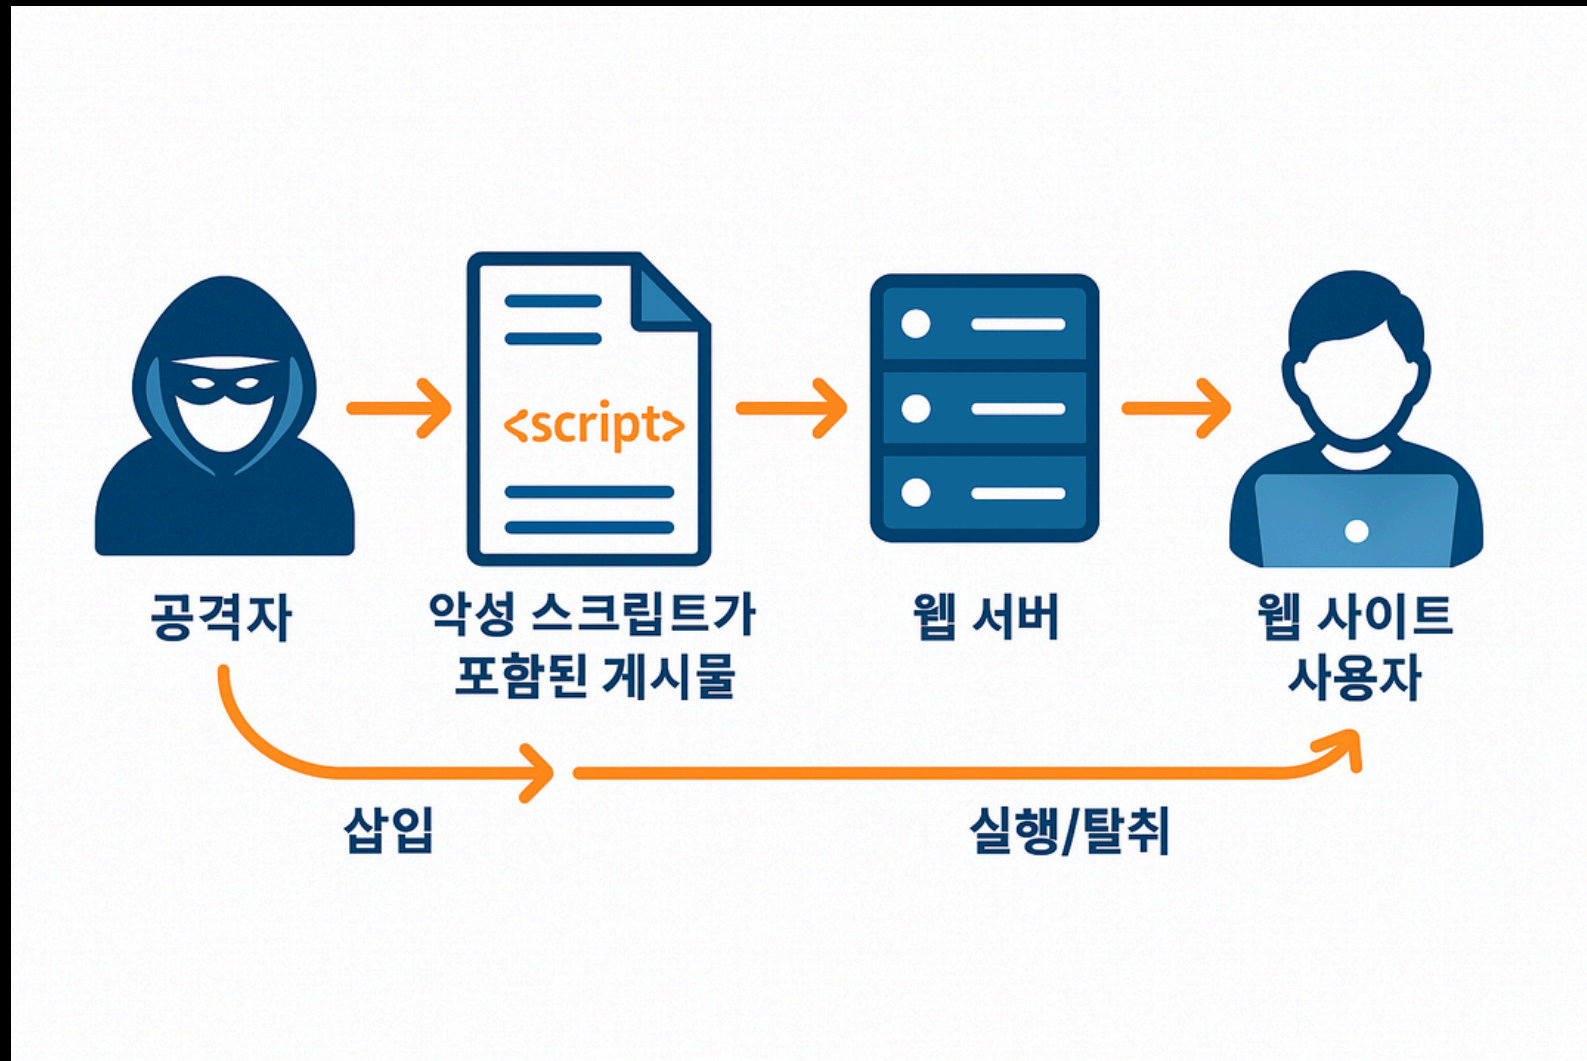 <script>
공격자
악성 스크립트가
포함된 게시물
웹 서버
웹 사이트
사용자
삽입
실행/탈취